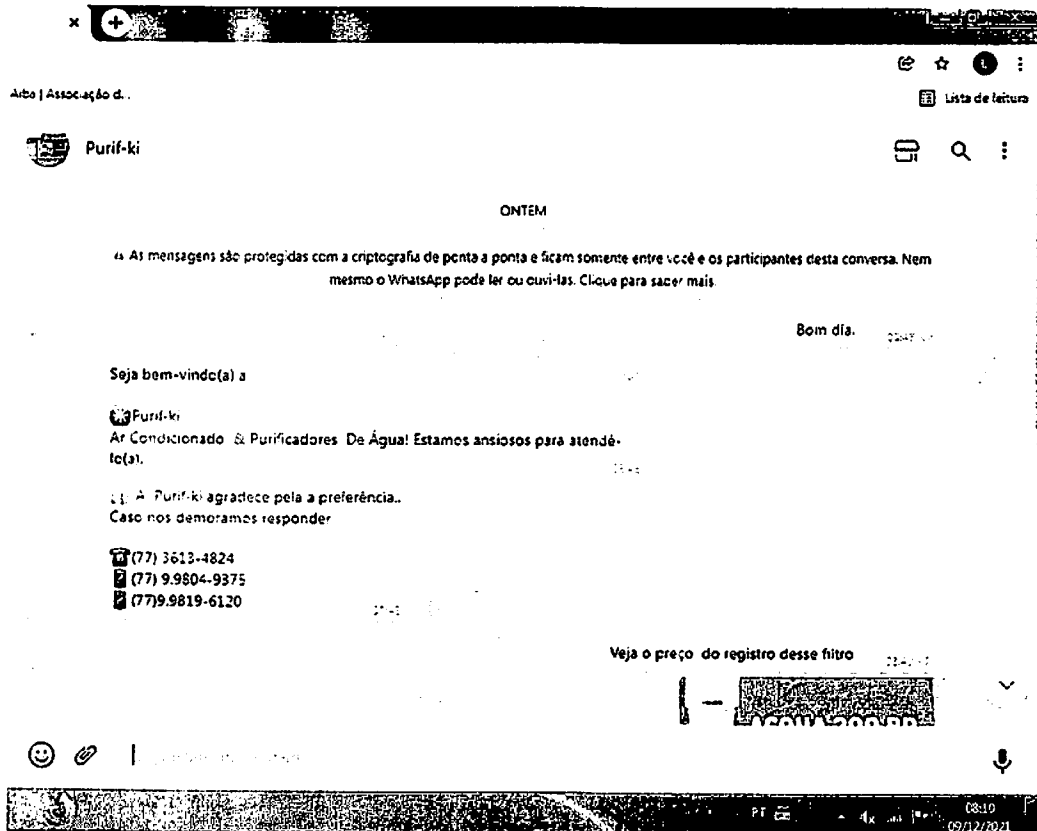 Aiba | Associação d...
Lista de leitura
Purif-ki
ONTEM
As mensagens são protegidas com a criptografia de ponta a ponta e ficam somente entre você e os participantes desta conversa. Nem
mesmo o WhatsApp pode ler ou ouvi-las. Clique para saber mais.
Bom día.
Seja bem-vindo(a) a
Purif-ki
Ar Condicionado & Purificadores De Água! Estamos ansiosos para atendê-
lo(a).
A Purif-ki agradece pela a preferência..
Caso nos demoramos responder
(77) 3613-4824
(77) 9.9804-9375
(77)9.9819-6120
Veja o preço do registro desse filtro
PT
08:10
09/12/2021